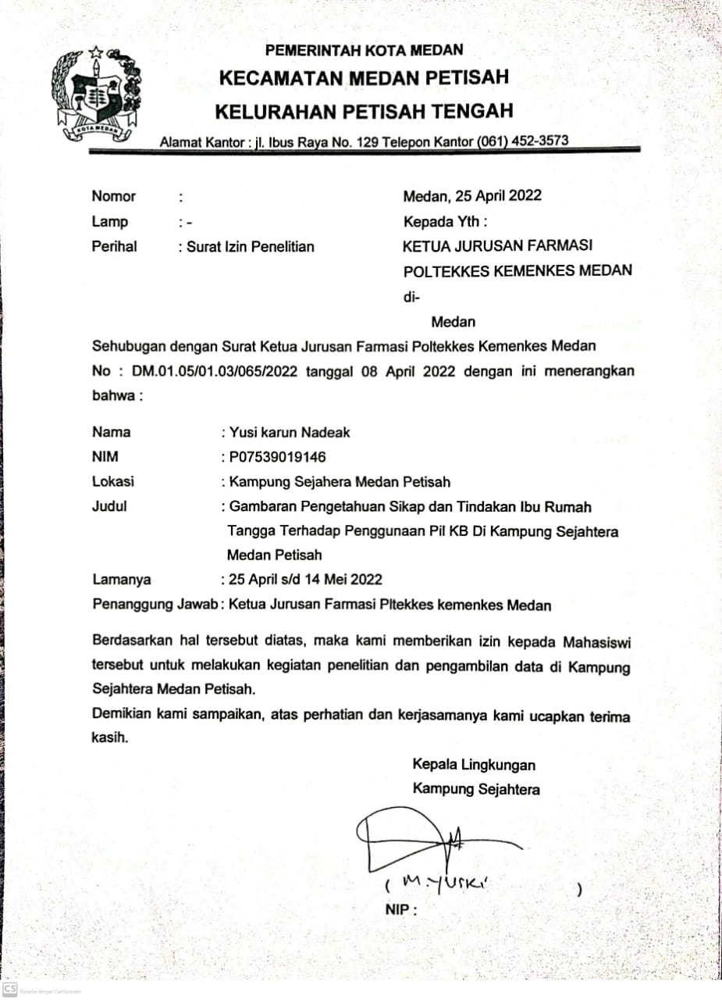 PEMERINTAH KOTA MEDAN
KECAMATAN MEDAN PETISAH
KELURAHAN PETISAH TENGAH
KOTA MEDAN
Alamat Kantor : jl. Ibus Raya No. 129 Telepon Kantor (061) 452-3573
Nomor :
Medan, 25 April 2022
Lamp : -
Kepada Yth :
Perihal : Surat Izin Penelitian
KETUA JURUSAN FARMASI
POLTEKKES KEMENKES MEDAN
di-
Medan
Sehubugan dengan Surat Ketua Jurusan Farmasi Poltekkes Kemenkes Medan
No : DM.01.05/01.03/065/2022 tanggal 08 April 2022 dengan ini menerangkan
bahwa :
Nama : Yusi karun Nadeak
NIM : P07539019146
Lokasi : Kampung Sejahera Medan Petisah
Judul : Gambaran Pengetahuan Sikap dan Tindakan Ibu Rumah
Tangga Terhadap Penggunaan Pil KB Di Kampung Sejahtera
Medan Petisah
Lamanya : 25 April s/d 14 Mei 2022
Penanggung Jawab : Ketua Jurusan Farmasi Pltekkes kemenkes Medan
Berdasarkan hal tersebut diatas, maka kami memberikan izin kepada Mahasiswi
tersebut untuk melakukan kegiatan penelitian dan pengambilan data di Kampung
Sejahtera Medan Petisah.
Demikian kami sampaikan, atas perhatian dan kerjasamanya kami ucapkan terima
kasih.
Kepala Lingkungan
Kampung Sejahtera
( M. )
NIP :
CS Dipindai dengan CamScanner